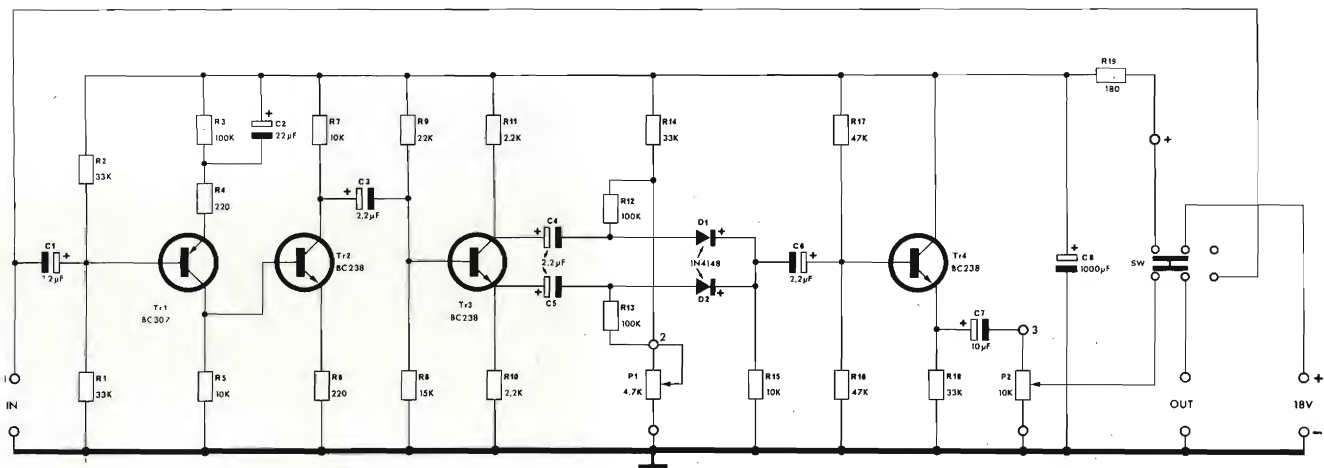 R19
180
+
R3
100K
+
C2
22µF
R7
10K
R9
22K
R11
2,2K
R14
33K
R17
47K
R2
33K
R4
220
+
C3
2,2µF
R12
100K
C1
+
2µF
Tr1
BC307
Tr2
BC238
Tr3
BC238
+
C4
2,2µF
+
C5
D1
+
1N4148
+
D2
C6
+
2,2µF
Tr4
BC238
+
C8
1000µF
SW
R13
100K
2
+
C7
10µF
3
R1
33K
R5
10K
R6
220
R8
15K
R10
2,2K
P1
4,7K
R15
10K
R16
47K
R18
33K
P2
10K
1
IN
OUT
+
18V
-